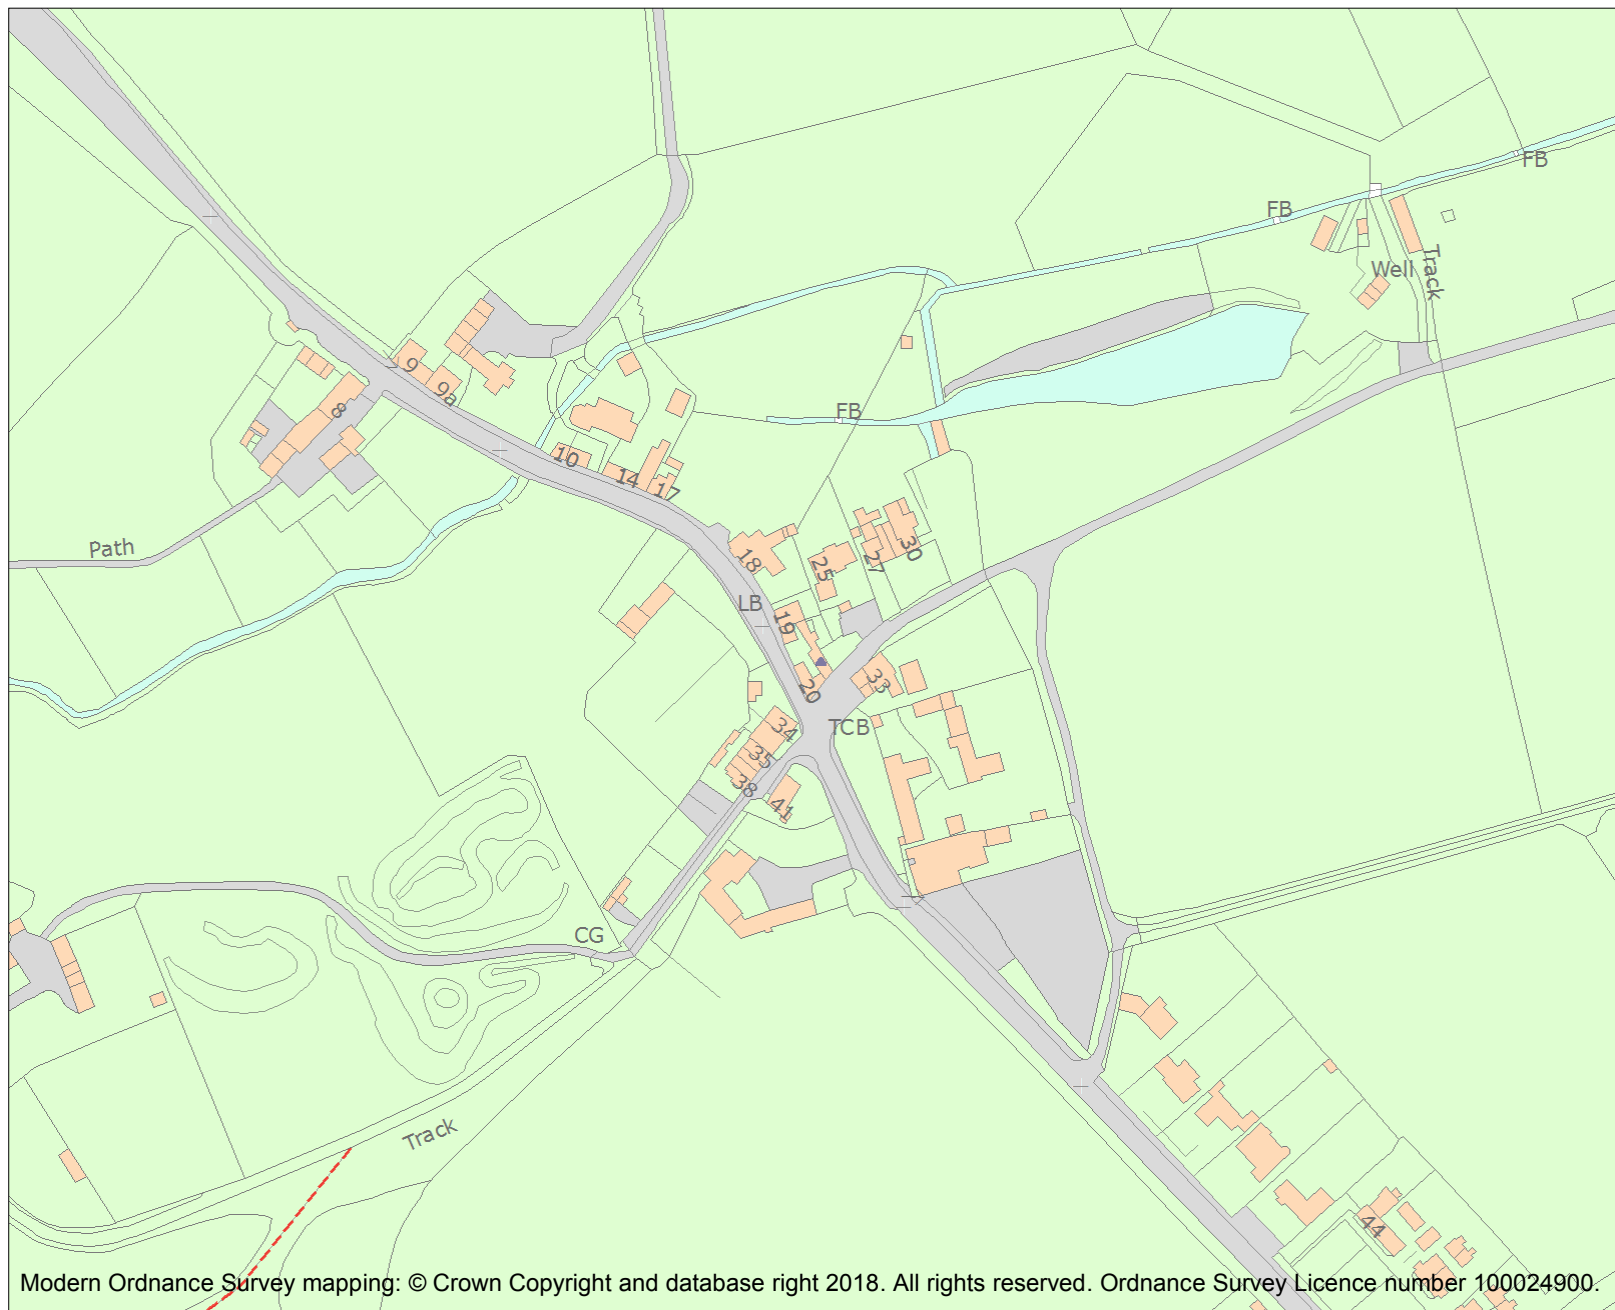 FB
FB
Well
Track
9
9a
8
FB
10
14
17
Path
30
27
25
18
LB
19
20
33
TCB
34
35
38
41
CG
Track
44
Modern Ordnance Survey mapping: © Crown Copyright and database right 2018. All rights reserved. Ordnance Survey Licence number 100024900.